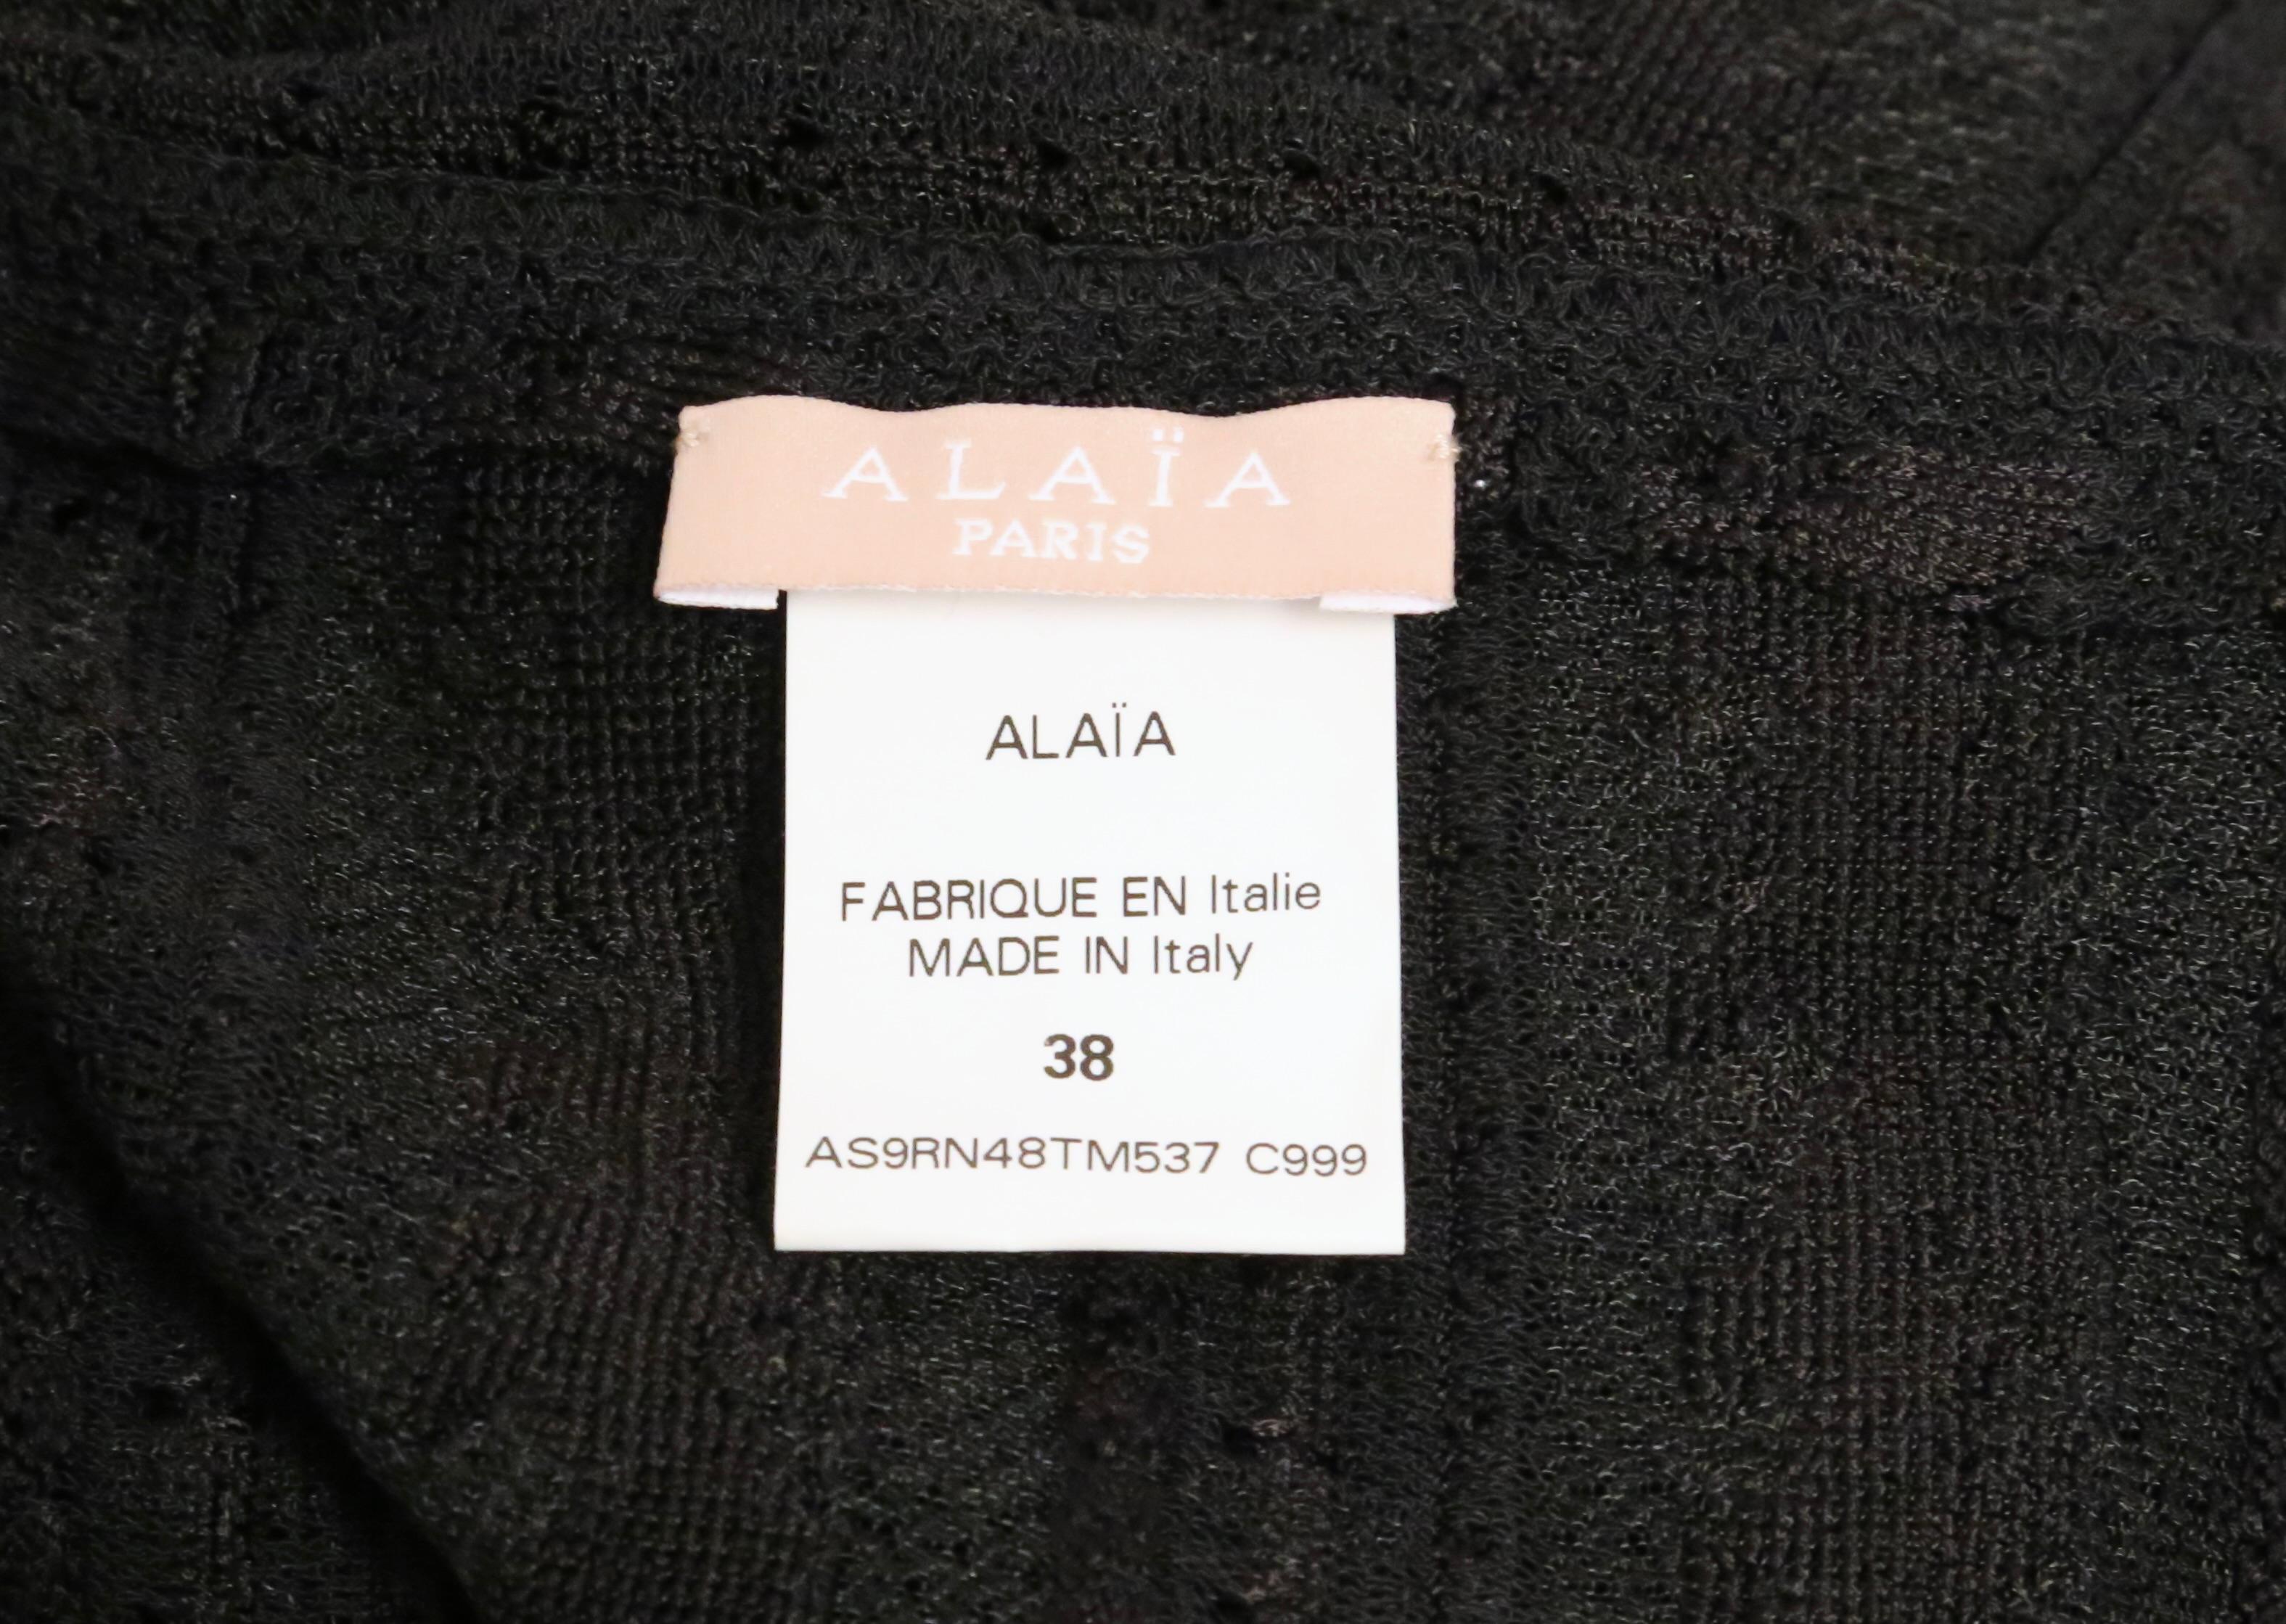 ALAÏA
PARIS
ALAÏA
FABRIQUE EN Italie
MADE IN Italy
38
AS9RN48TM537 C999